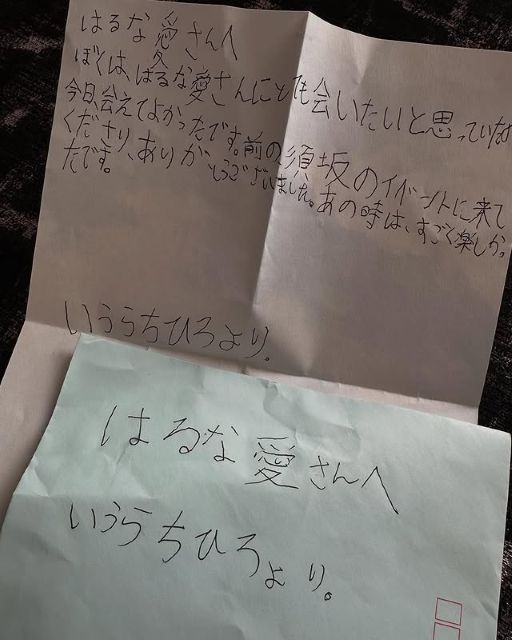 はるな愛さんへ
ぼくは、はるな愛さんにとても会いたいと思っていな
今日、会えてよかったです。前の須坂のイベントに来て
くださり、ありがとうございました。あの時は、すごく楽しか
たです。
いうらちひろより。
はるな愛さんへ
いうらちひろより。